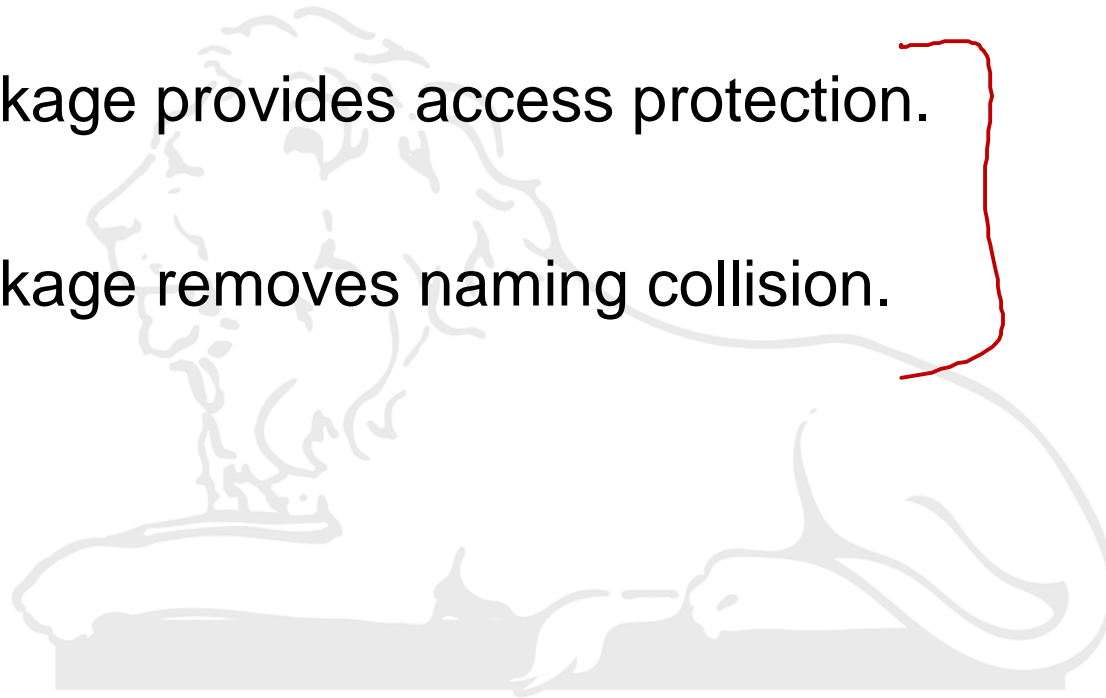 kage provides access protection.
kage removes naming collision.